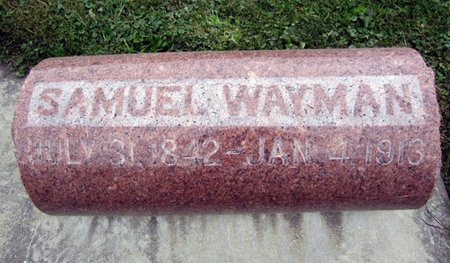 SAMUEL WAYMAN
JULY 31, 1842 - JAN. 4, 1913